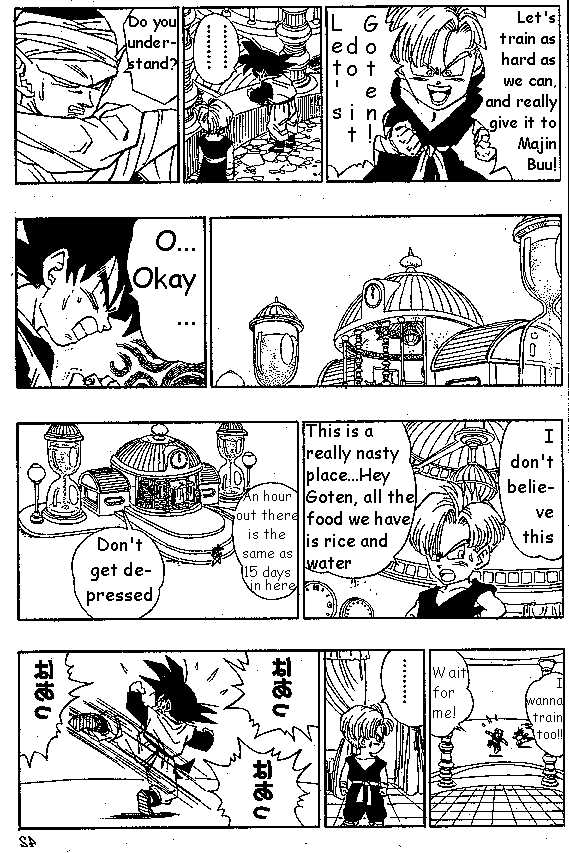 Do you
under-
stand?
........
Goten!
Let's
do
it
Let's
train as
hard as
we can,
and really
give it to
Majin
Buu!
O...
Okay
...
Don't
get de-
pressed
An hour
out there
is the
same as
15 days
in here
This is a
really nasty
place...Hey
Goten, all the
food we have
is rice and
water
I
don't
belie-
ve
this
........
Wait
for
me!
I
wanna
train
too!!
42